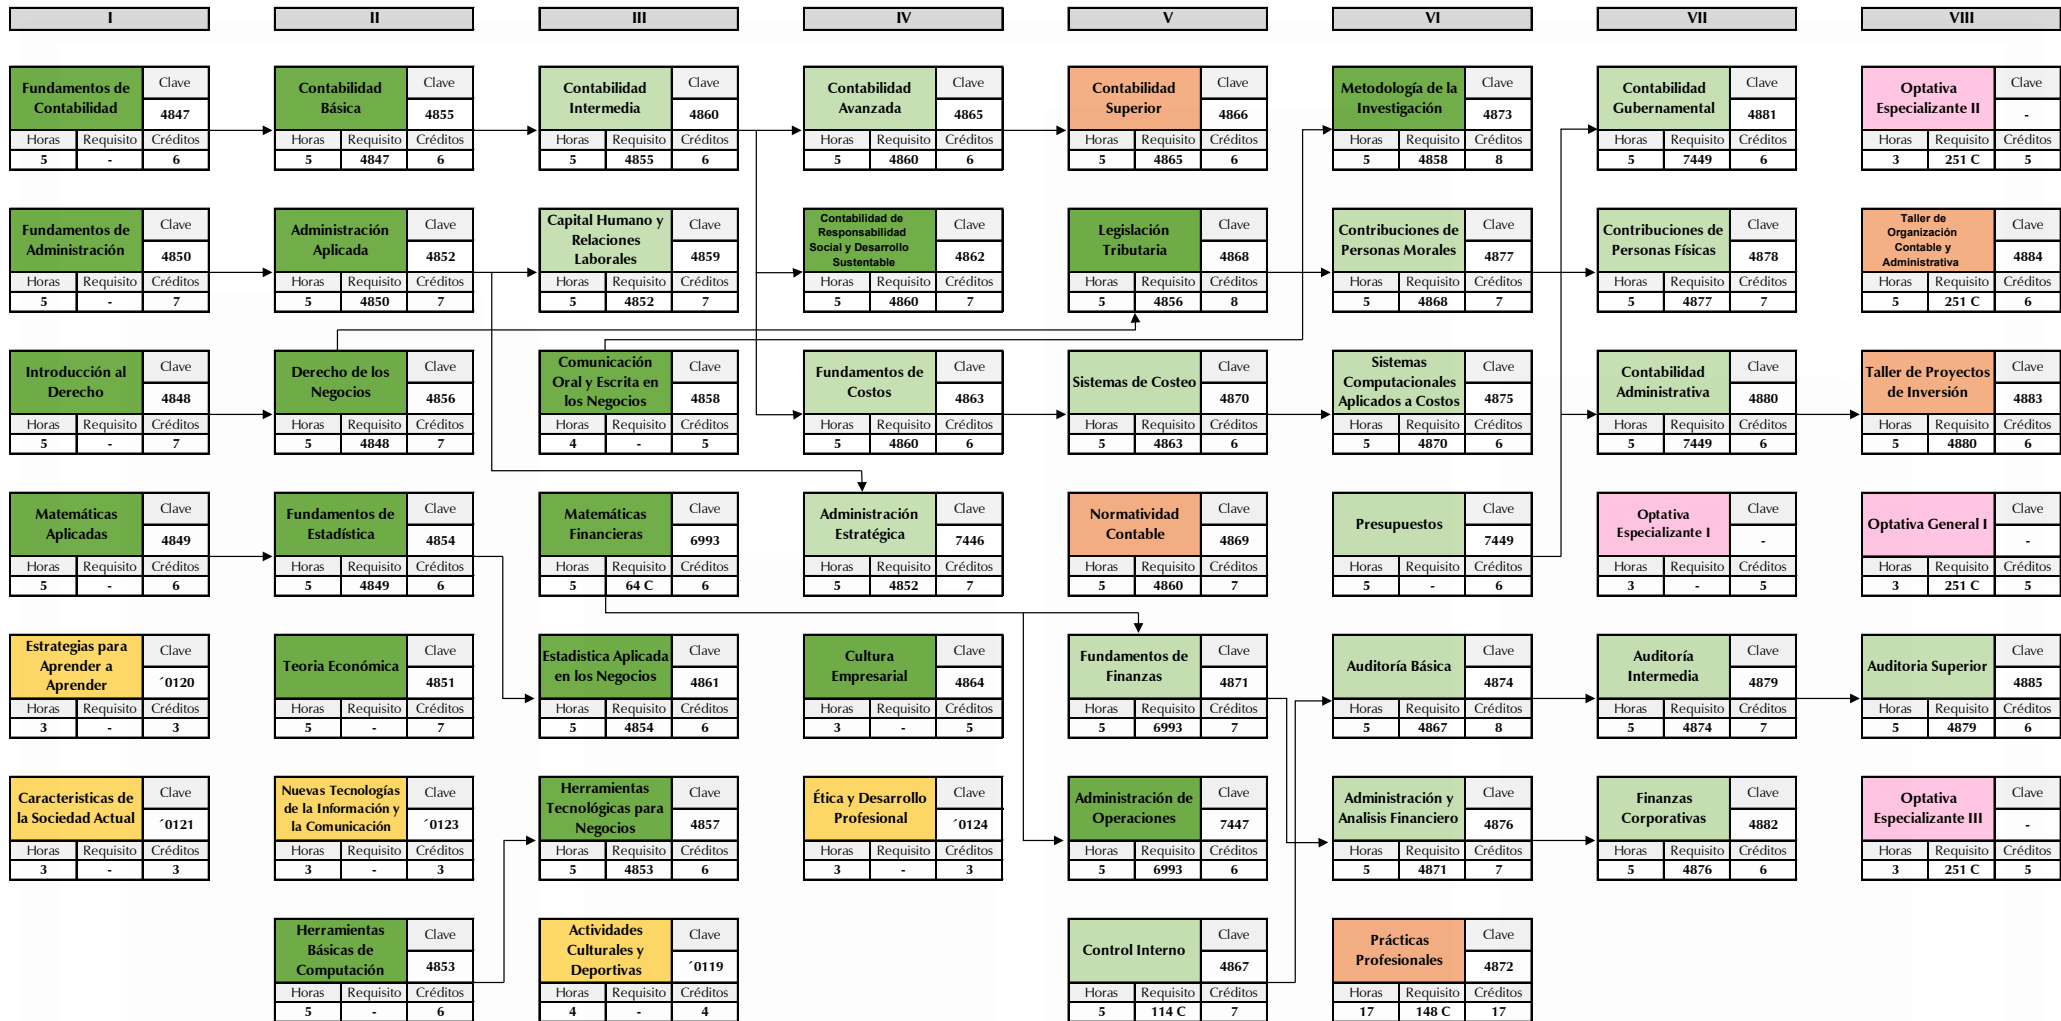 I II III IV V VI VII VIII
Fundamentos de
Contabilidad
Clave
4847
Horas Requisito Créditos
5 - 6
Contabilidad
Básica
Clave
4855
Horas Requisito Créditos
5 4847 6
Contabilidad
Intermedia
Clave
4860
Horas Requisito Créditos
5 4855 6
Contabilidad
Avanzada
Clave
4865
Horas Requisito Créditos
5 4860 6
Contabilidad
Superior
Clave
4866
Horas Requisito Créditos
5 4865 6
Metodología de la
Investigación
Clave
4873
Horas Requisito Créditos
5 4858 8
Contabilidad
Gubernamental
Clave
4881
Horas Requisito Créditos
5 7449 6
Optativa
Especializante II
Clave
-
Horas Requisito Créditos
3 251 C 5
Fundamentos de
Administración
Clave
4850
Horas Requisito Créditos
5 - 7
Administración
Aplicada
Clave
4852
Horas Requisito Créditos
5 4850 7
Capital Humano y
Relaciones
Laborales
Clave
4859
Horas Requisito Créditos
5 4852 7
Contabilidad de
Responsabilidad
Social y Desarrollo
Sustentable
Clave
4862
Horas Requisito Créditos
5 4860 7
Legislación
Tributaria
Clave
4868
Horas Requisito Créditos
5 4856 8
Contribuciones de
Personas Morales
Clave
4877
Horas Requisito Créditos
5 4868 7
Contribuciones de
Personas Físicas
Clave
4878
Horas Requisito Créditos
5 4877 7
Taller de
Organización
Contable y
Administrativa
Clave
4884
Horas Requisito Créditos
5 251 C 6
Introducción al
Derecho
Clave
4848
Horas Requisito Créditos
5 - 7
Derecho de los
Negocios
Clave
4856
Horas Requisito Créditos
5 4848 7
Comunicación
Oral y Escrita en
los Negocios
Clave
4858
Horas Requisito Créditos
4 - 5
Fundamentos de
Costos
Clave
4863
Horas Requisito Créditos
5 4860 6
Sistemas de Costeo
Clave
4870
Horas Requisito Créditos
5 4863 6
Sistemas
Computacionales
Aplicados a Costos
Clave
4875
Horas Requisito Créditos
5 4870 6
Contabilidad
Administrativa
Clave
4880
Horas Requisito Créditos
5 7449 6
Taller de Proyectos
de Inversión
Clave
4883
Horas Requisito Créditos
5 4880 6
Matemáticas
Aplicadas
Clave
4849
Horas Requisito Créditos
5 - 6
Fundamentos de
Estadística
Clave
4854
Horas Requisito Créditos
5 4849 6
Matemáticas
Financieras
Clave
6993
Horas Requisito Créditos
5 64 C 6
Administración
Estratégica
Clave
7446
Horas Requisito Créditos
5 4852 7
Normatividad
Contable
Clave
4869
Horas Requisito Créditos
5 4860 7
Presupuestos
Clave
7449
Horas Requisito Créditos
5 - 6
Optativa
Especializante I
Clave
-
Horas Requisito Créditos
3 - 5
Optativa General I
Clave
-
Horas Requisito Créditos
3 251 C 5
Estrategias para
Aprender a
Aprender
Clave
´0120
Horas Requisito Créditos
3 - 3
Teoria Económica
Clave
4851
Horas Requisito Créditos
5 - 7
Estadistica Aplicada
en los Negocios
Clave
4861
Horas Requisito Créditos
5 4854 6
Cultura
Empresarial
Clave
4864
Horas Requisito Créditos
3 - 5
Fundamentos de
Finanzas
Clave
4871
Horas Requisito Créditos
5 6993 7
Auditoría Básica
Clave
4874
Horas Requisito Créditos
5 4867 8
Auditoría
Intermedia
Clave
4879
Horas Requisito Créditos
5 4874 7
Auditoria Superior
Clave
4885
Horas Requisito Créditos
5 4879 6
Caracteristicas de
la Sociedad Actual
Clave
´0121
Horas Requisito Créditos
3 - 3
Nuevas Tecnologías
de la Información y
la Comunicación
Clave
´0123
Horas Requisito Créditos
3 - 3
Herramientas
Tecnológicas para
Negocios
Clave
4857
Horas Requisito Créditos
5 4853 6
Ética y Desarrollo
Profesional
Clave
´0124
Horas Requisito Créditos
3 - 3
Administración de
Operaciones
Clave
7447
Horas Requisito Créditos
5 6993 6
Administración y
Analisis Financiero
Clave
4876
Horas Requisito Créditos
5 4871 7
Finanzas
Corporativas
Clave
4882
Horas Requisito Créditos
5 4876 6
Optativa
Especializante III
Clave
-
Horas Requisito Créditos
3 251 C 5
Herramientas
Básicas de
Computación
Clave
4853
Horas Requisito Créditos
5 - 6
Actividades
Culturales y
Deportivas
Clave
´0119
Horas Requisito Créditos
4 - 4
Control Interno
Clave
4867
Horas Requisito Créditos
5 114 C 7
Prácticas
Profesionales
Clave
4872
Horas Requisito Créditos
17 148 C 17